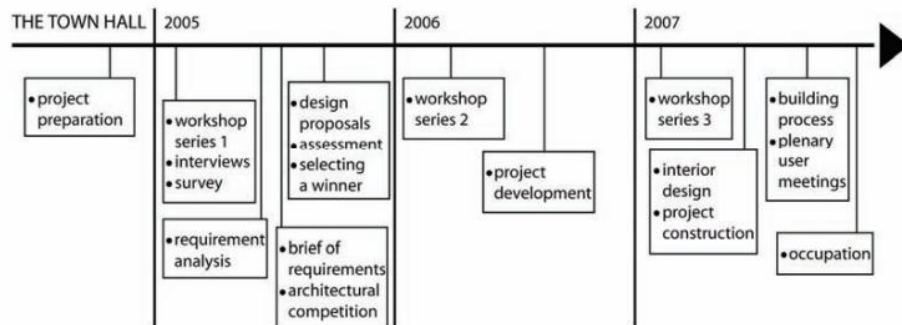 THE TOWN HALL
2005
2006
2007
• project
preparation
• workshop
series 1
• interviews
• survey
• requirement
analysis
• design
proposals
• assessment
• selecting
a winner
• brief of
requirements
• architectural
competition
• workshop
series 2
• project
development
• workshop
series 3
• interior
design
• project
construction
• building
process
• plenary
user
meetings
• occupation